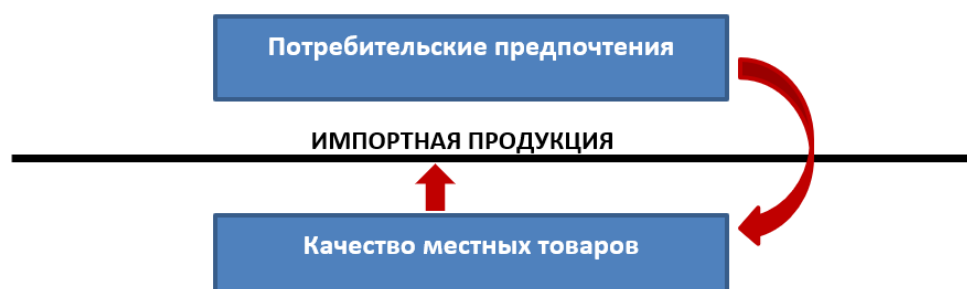 Потребительские предпочтения
ИМПОРТНАЯ ПРОДУКЦИЯ
Качество местных товаров